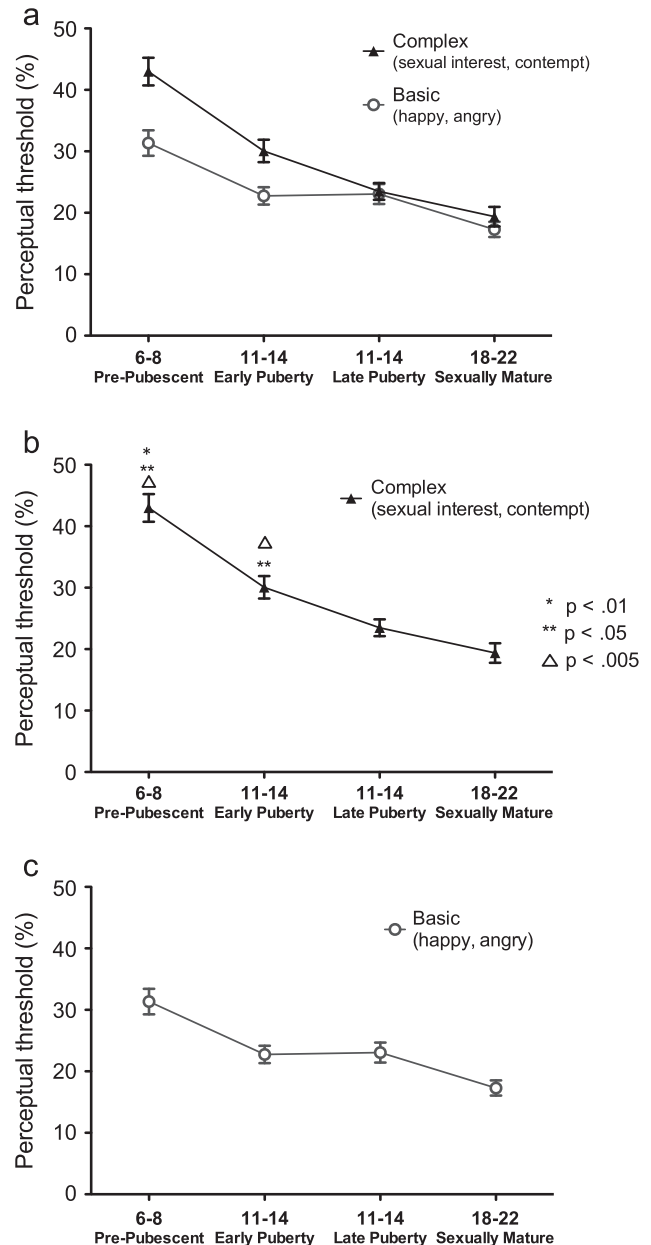 a
50
40
30
20
10
0
Perceptual threshold (%)
Complex
(sexual interest, contempt)
Basic
(happy, angry)
6-8 11-14 11-14 18-22
Pre-Pubescent Early Puberty Late Puberty Sexually Mature
b
50
40
30
20
10
0
Perceptual threshold (%)
*
**
△
△
**
Complex
(sexual interest, contempt)
* p < .01
** p < .05
△ p < .005
6-8 11-14 11-14 18-22
Pre-Pubescent Early Puberty Late Puberty Sexually Mature
c
50
40
30
20
10
0
Perceptual threshold (%)
Basic
(happy, angry)
6-8 11-14 11-14 18-22
Pre-Pubescent Early Puberty Late Puberty Sexually Mature